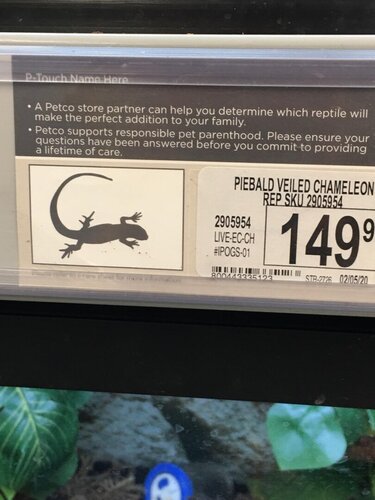 P-Touch Name Here
• A Petco store partner can help you determine which reptile will
make the perfect addition to your family.
• Petco supports responsible pet parenthood. Please ensure your
questions have been answered before you commit to providing
a lifetime of care.
PIEBALD VEILED CHAMELEON
REP SKU 2905954
2905954
LIVE-EC-CH
#IPOGS-01
149 9
800443335123
STR-2726 02/05/20